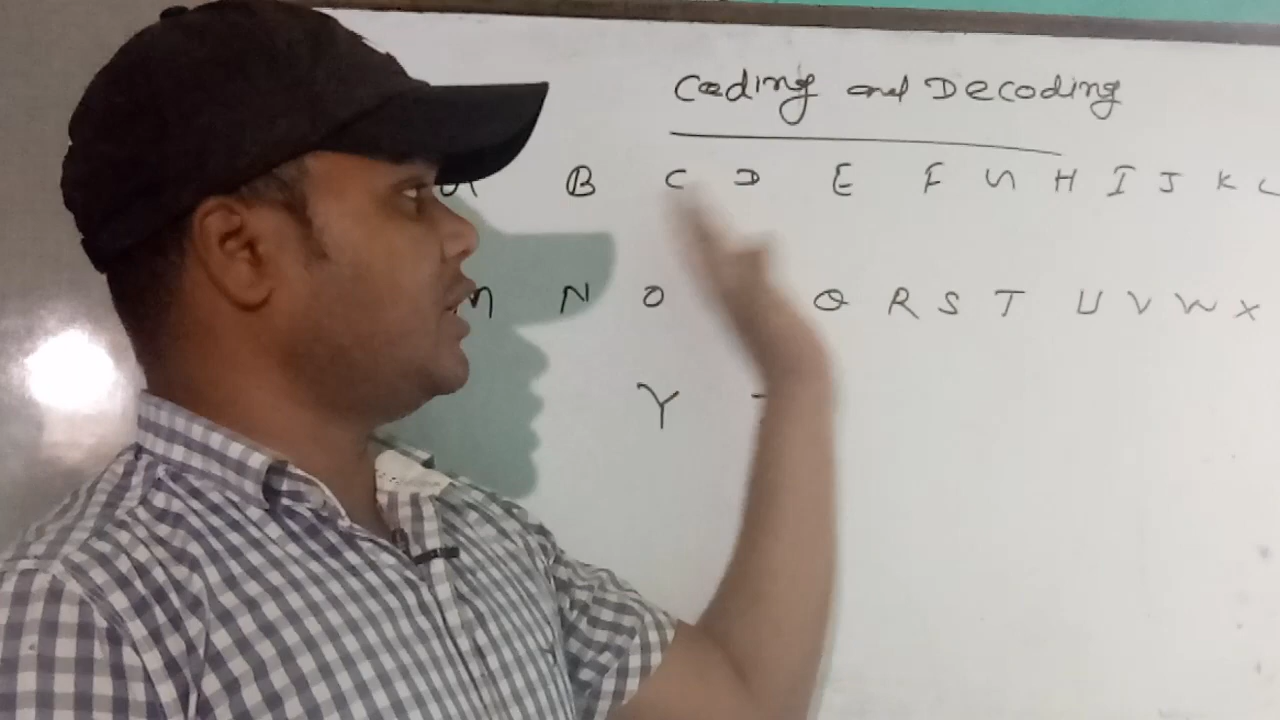 Coding and Decoding
A B C D E F G H I J K L
M N O Q R S T U V W X
Y